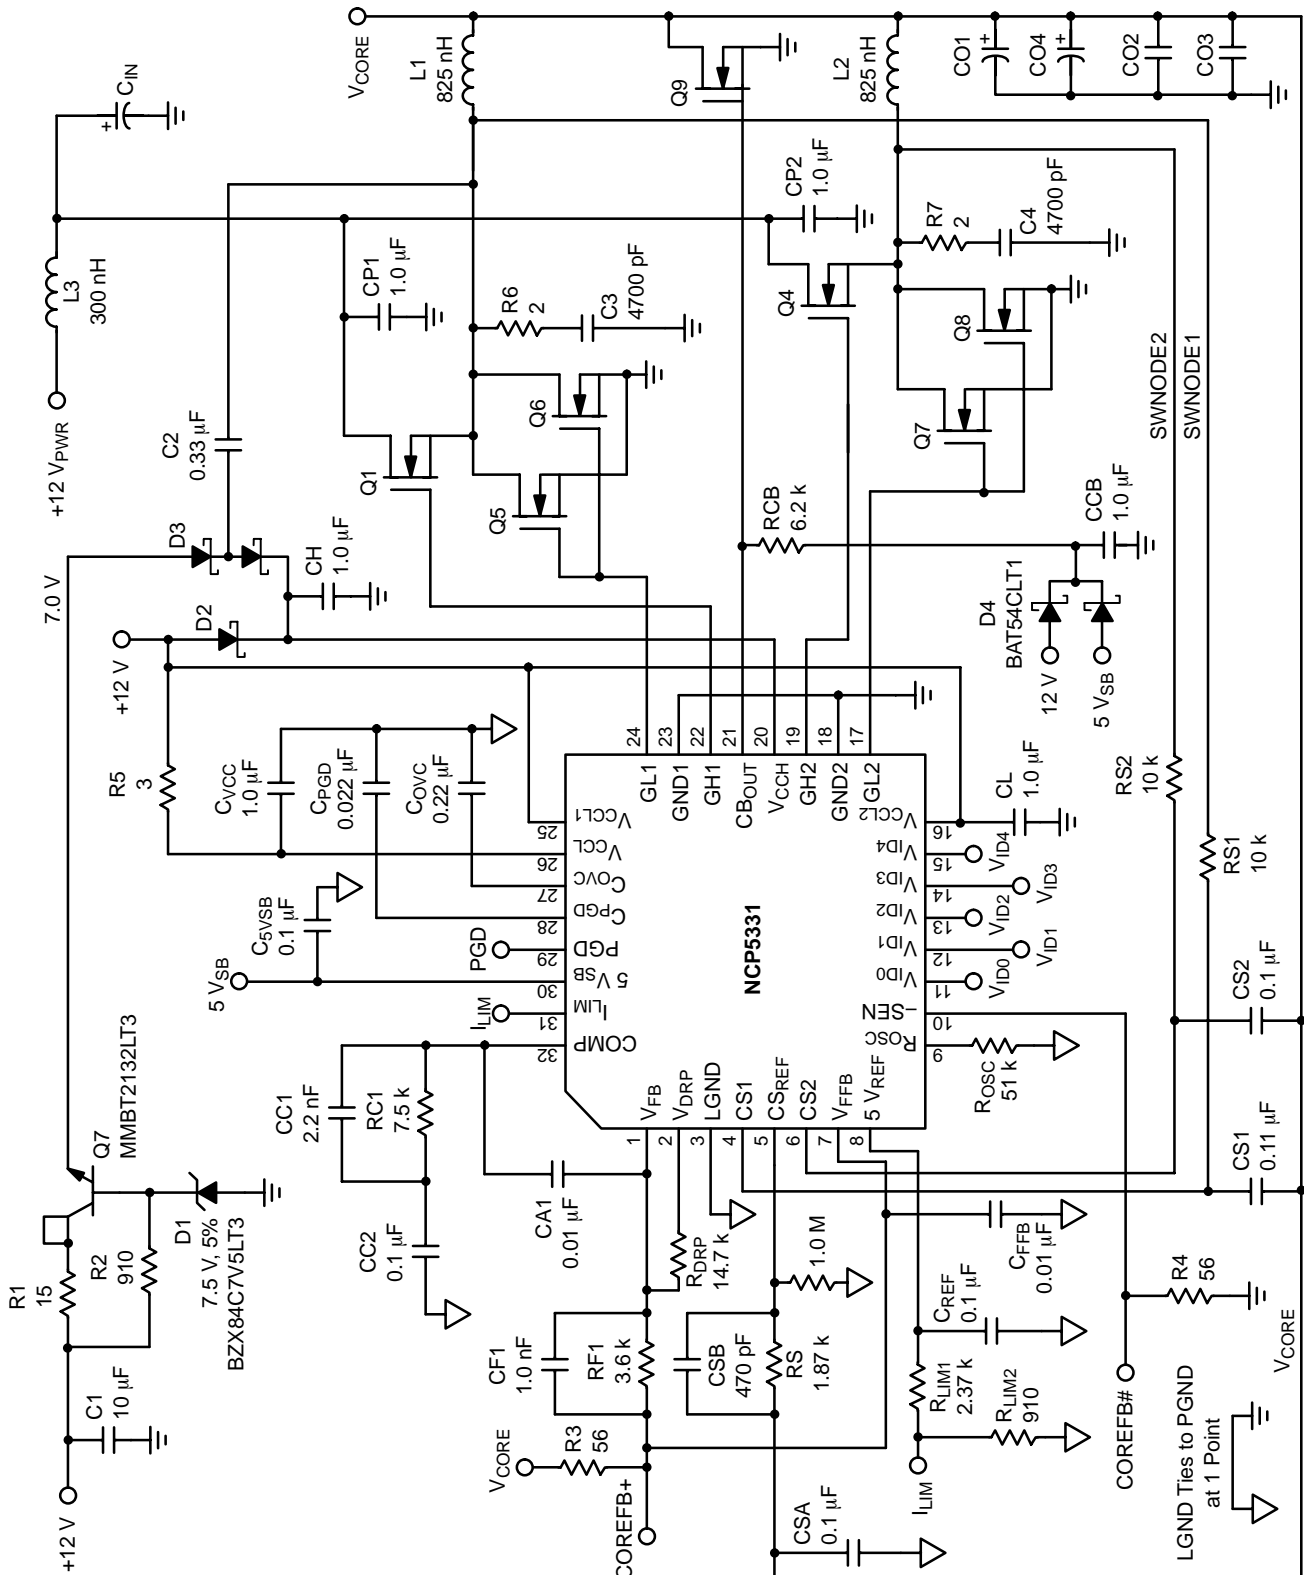 +12 V
C1
10 µF
R1
15
R2
910
Q7
MMBT2132LT3
D1
7.5 V, 5%
BZX84C7V5LT3
7.0 V
5 VSB
C5VSB
0.1 µF
CC1
2.2 nF
RC1
7.5 k
CC2
0.1 µF
CA1
0.01 µF
ILIM
PGD
R5
3
CVCC
1.0 µF
CPGD
0.022 µF
COVC
0.22 µF
+12 V
D2
D3
CH
1.0 µF
C2
0.33 µF
+12 VPWR
L3
300 nH
+
CIN
VCORE
L1
825 nH
CP1
1.0 µF
R6
2
C3
4700 pF
Q1
Q5
Q6
Q9
CP2
1.0 µF
Q4
L2
825 nH
R7
2
C4
4700 pF
Q7
Q8
+
CO1
+
CO4
CO2
CO3
RCB
6.2 k
CCB
1.0 µF
D4
BAT54CLT1
12 V
5 VSB
SWNODE2
SWNODE1
RS2
10 k
RS1
10 k
CS2
0.1 µF
CS1
0.11 µF
NCP5331
32
COMP
31
ILIM
30
5 VSB
29
PGD
28
CPGD
27
COVC
26
VCCL
25
VCCL1
24
GL1
23
GND1
22
GH1
21
CBOUT
20
VCCH
19
GH2
18
GND2
17
GL2
16
VCCL2
15
VID4
14
VID3
13
VID2
12
VID1
11
VID0
10
–SEN
9
ROSC
1
VFB
2
VDRP
3
LGND
4
CS1
5
CSREF
6
CS2
7
VFFB
8
5 VREF
VID4
VID3
VID2
VID1
VID0
CL
1.0 µF
ROSC
51 k
RDRP
14.7 k
1.0 M
CFFB
0.01 µF
CREF
0.1 µF
R4
56
CF1
1.0 nF
RF1
3.6 k
CSB
470 pF
RS
1.87 k
RLIM1
2.37 k
RLIM2
910
ILIM
VCORE
R3
56
COREFB+
CSA
0.1 µF
COREFB#
LGND Ties to PGND
at 1 Point
VCORE